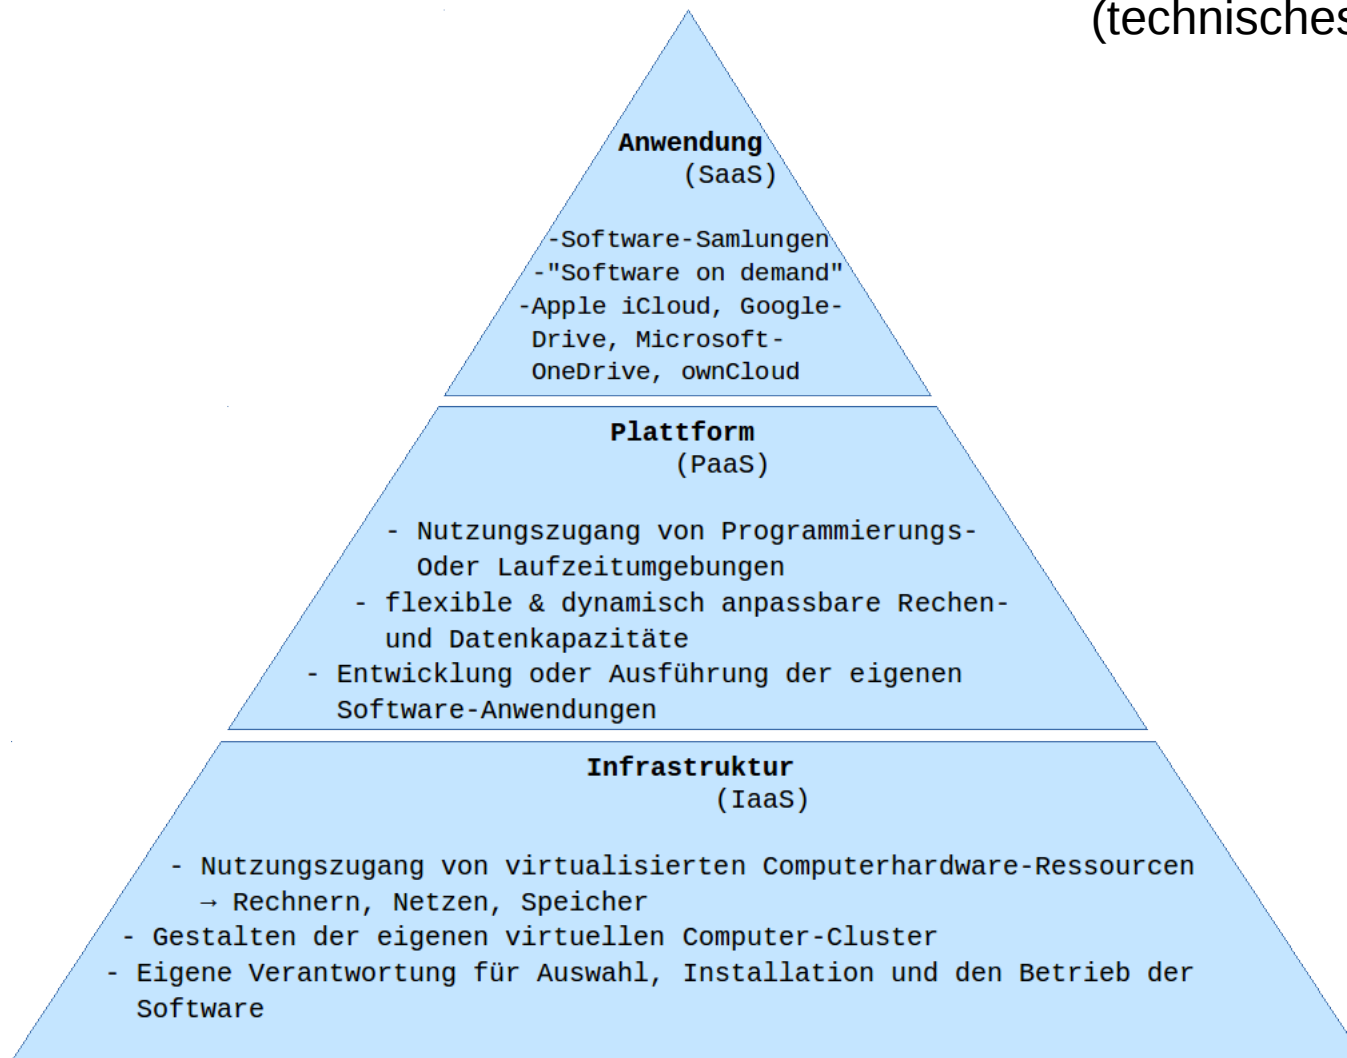 (technisches
Anwendung
(SaaS)
-Software-Samlungen
-"Software on demand"
-Apple iCloud, Google-
Drive, Microsoft-
OneDrive, ownCloud
Plattform
(PaaS)
- Nutzungszugang von Programmierungs-
Oder Laufzeitumgebungen
- flexible & dynamisch anpassbare Rechen-
und Datenkapazitäte
- Entwicklung oder Ausführung der eigenen
Software-Anwendungen
Infrastruktur
(IaaS)
- Nutzungszugang von virtualisierten Computerhardware-Ressourcen
→ Rechnern, Netzen, Speicher
- Gestalten der eigenen virtuellen Computer-Cluster
- Eigene Verantwortung für Auswahl, Installation und den Betrieb der
Software